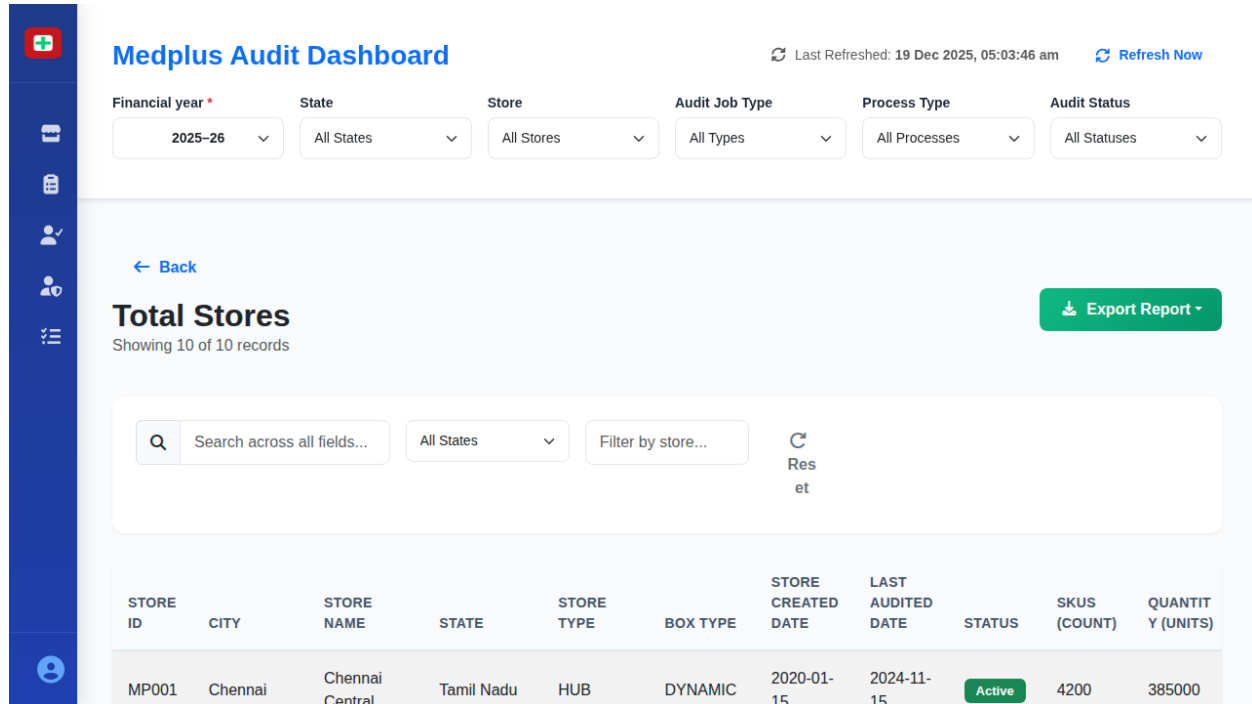 Medplus Audit Dashboard
Last Refreshed: 19 Dec 2025, 05:03:46 am
Refresh Now
Financial year * State Store Audit Job Type Process Type Audit Status
2025–26 All States All Stores All Types All Processes All Statuses
Back
Total Stores
Export Report
Showing 10 of 10 records
Search across all fields... All States Filter by store...
Res
et
STORE LAST
STORE STORE STORE CREATED AUDITED SKUS QUANTIT
ID CITY NAME STATE TYPE BOX TYPE DATE DATE STATUS (COUNT) Y (UNITS)
Chennai 2020-01- 2024-11-
MP001 Chennai Tamil Nadu HUB DYNAMIC Active 4200 385000
Central 15 15